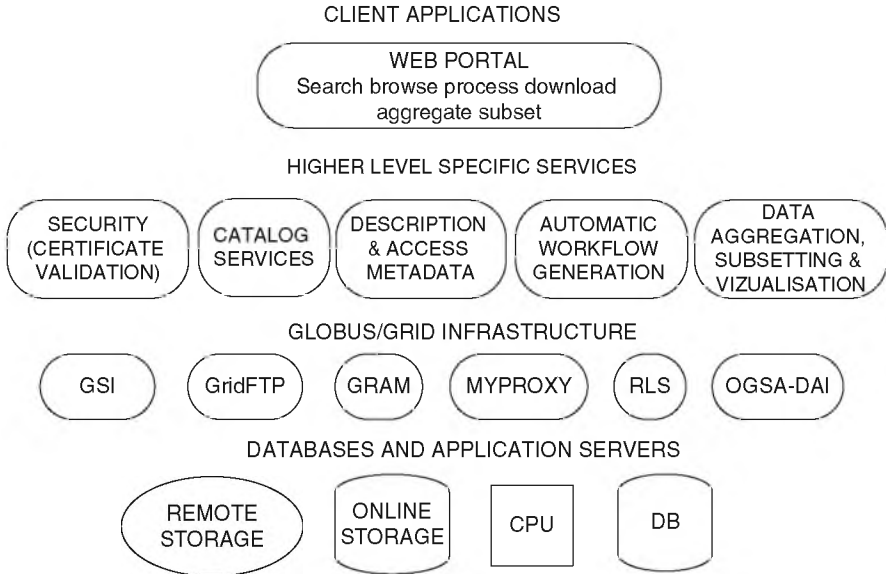 CLIENT APPLICATIONS
WEB PORTAL
Search browse process download
aggregate subset
HIGHER LEVEL SPECIFIC SERVICES
SECURITY
(CERTIFICATE
VALIDATION)
CATALOG
SERVICES
DESCRIPTION
& ACCESS
METADATA
AUTOMATIC
WORKFLOW
GENERATION
DATA
AGGREGATION,
SUBSETTING &
VIZUALISATION
GLOBUS/GRID INFRASTRUCTURE
GSI
GridFTP
GRAM
MYPROXY
RLS
OGSA-DAI
DATABASES AND APPLICATION SERVERS
REMOTE
STORAGE
ONLINE
STORAGE
CPU
DB